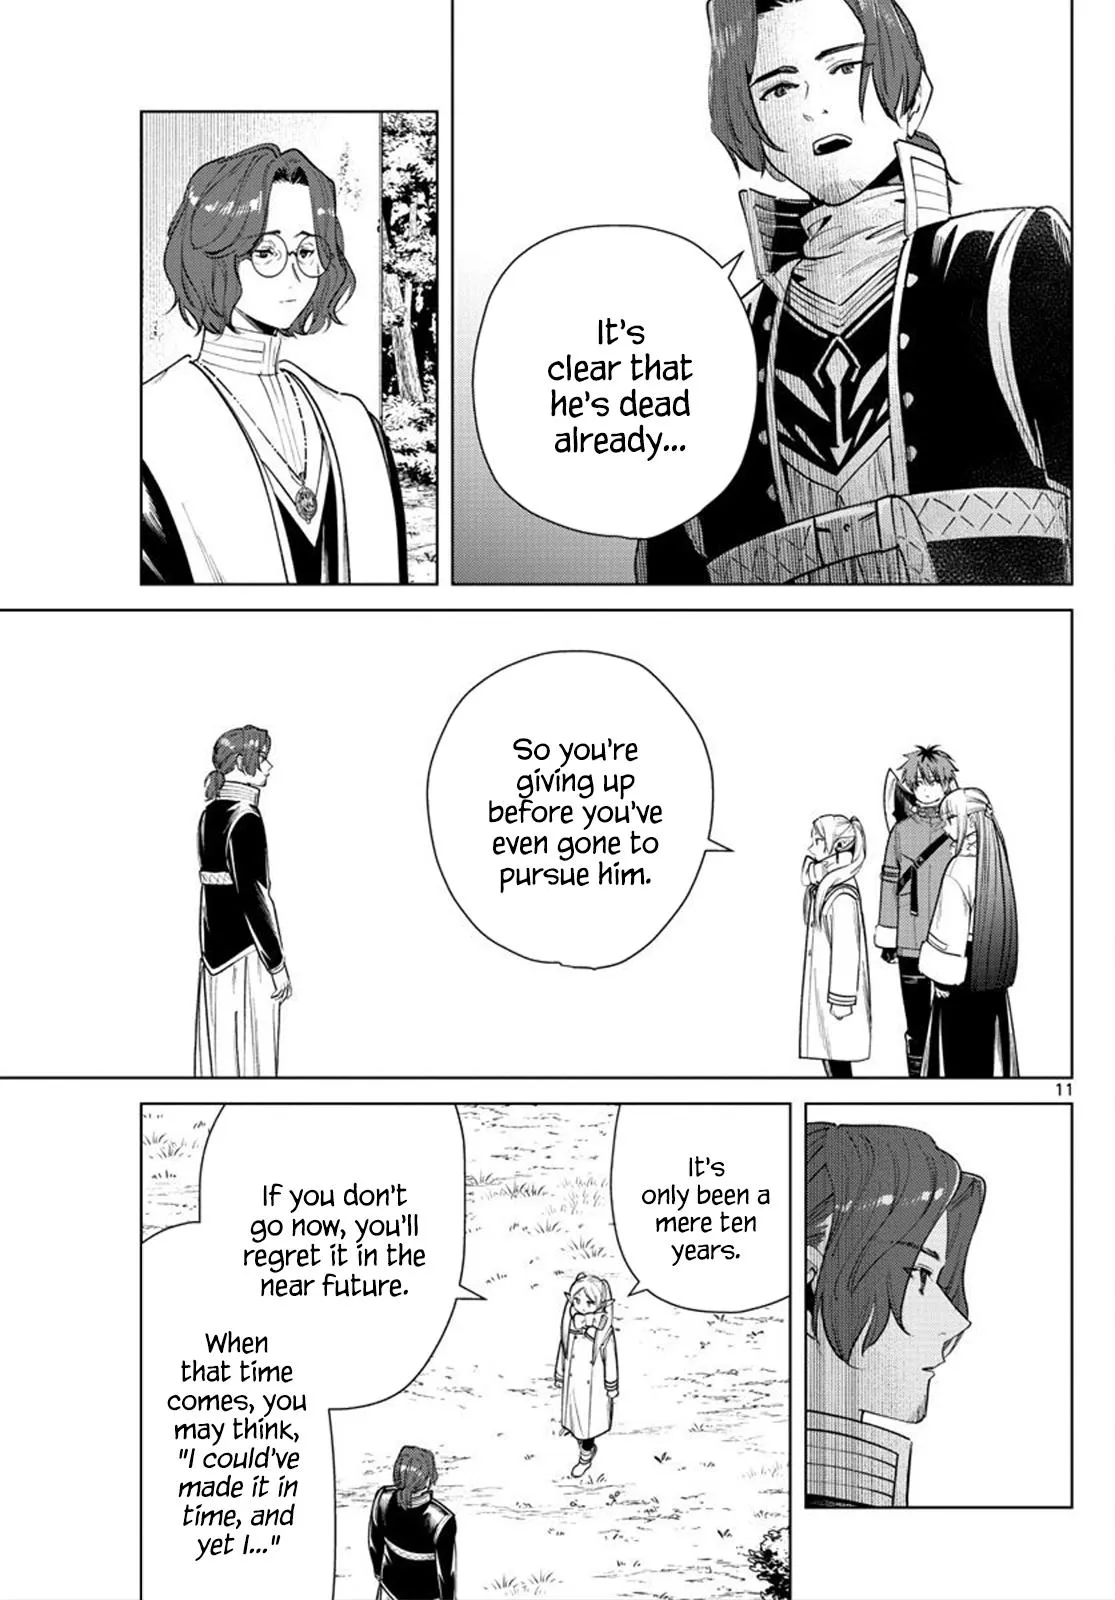 It's
clear that
he's dead
already...
So you're
giving up
before you've
even gone to
pursue him.
11
It's
only been a
mere ten
years.
If you don't
go now, you'll
regret it in the
near future.
When
that time
comes, you
may think,
"I could've
made it in
time, and
yet I..."